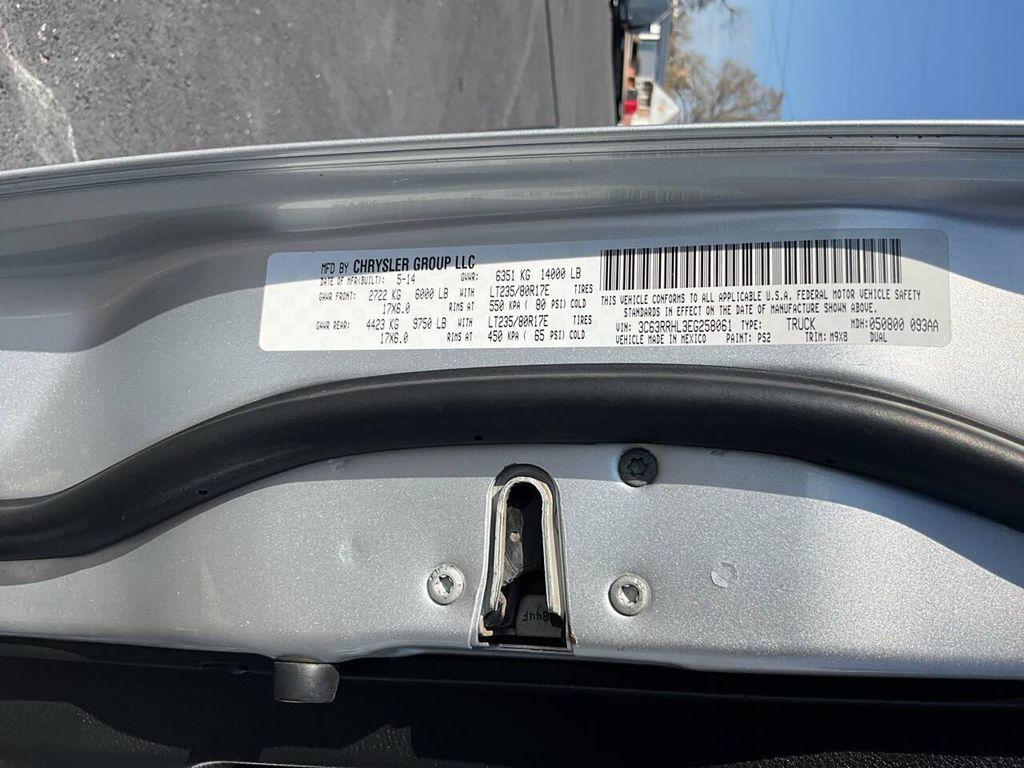 MFD BY CHRYSLER GROUP LLC
DATE OF MFR(BUILT): 5-14 GVWR: 6351 KG 14000 LB
GAWR FRONT: 2722 KG 6000 LB WITH LT235/80R17E TIRES
17X6.0 RIMS AT 550 KPA ( 80 PSI) COLD
GAWR REAR: 4423 KG 9750 LB WITH LT235/80R17E TIRES
17X6.0 RIMS AT 450 KPA ( 65 PSI) COLD
THIS VEHICLE CONFORMS TO ALL APPLICABLE U.S.A. FEDERAL MOTOR VEHICLE SAFETY
STANDARDS IN EFFECT ON THE DATE OF MANUFACTURE SHOWN ABOVE.
VIN: 3C63RRHL3EG258061 TYPE: TRUCK MDH: 050800 093AA
VEHICLE MADE IN MEXICO PAINT: PS2 TRIM: M9X8 DUAL